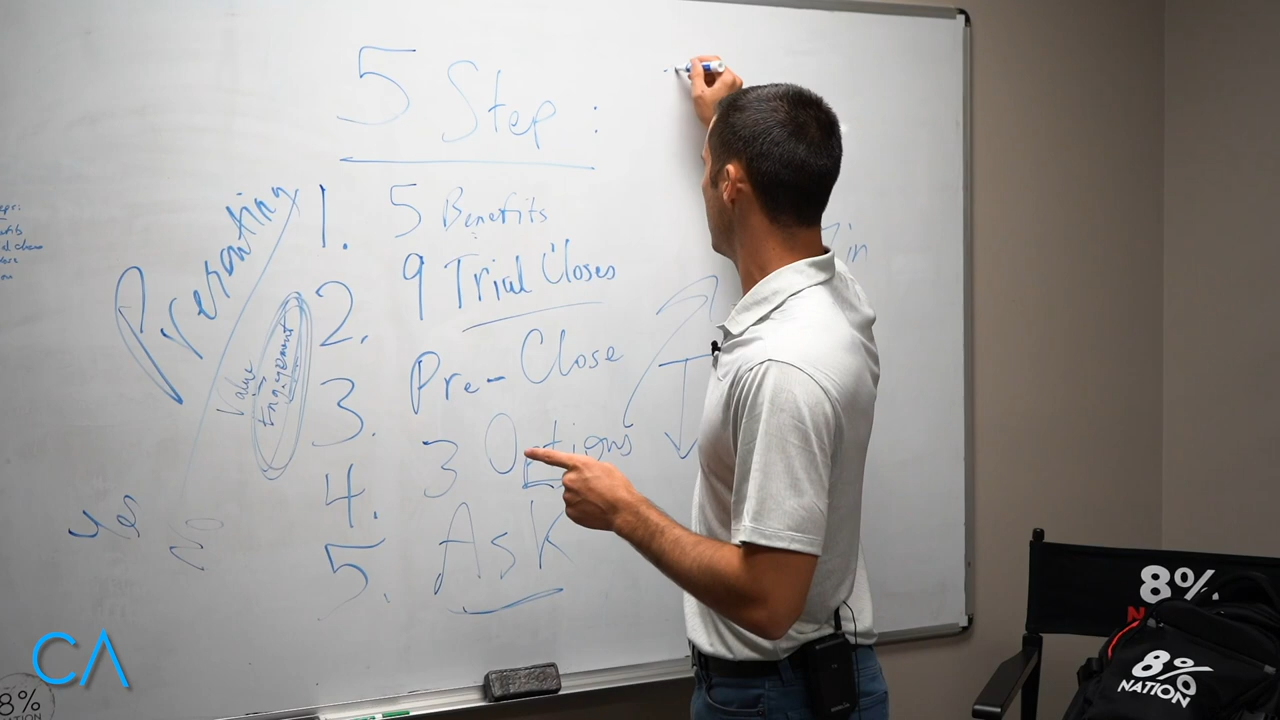 5 Step:
1. 5 Benefits
2. 9 Trial Closes
3. Pre-Close
4. 3 Options
5. Ask
Presenting
Value
Engagement
Yes
No
in
CA
8%
8%
NATION
8%
NATION